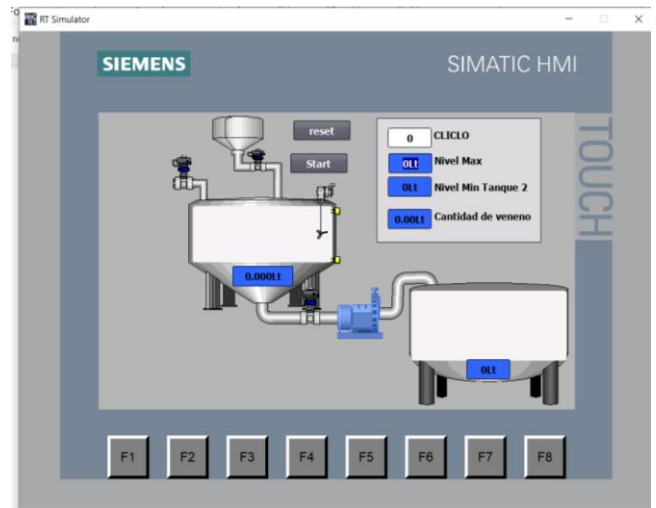 RT Simulator
SIEMENS
SIMATIC HMI
TOUCH
reset
Start
0 CLICLO
0Lt Nivel Max
0Lt Nivel Min Tanque 2
0.00Lt Cantidad de veneno
0.000Lt
0Lt
F1 F2 F3 F4 F5 F6 F7 F8